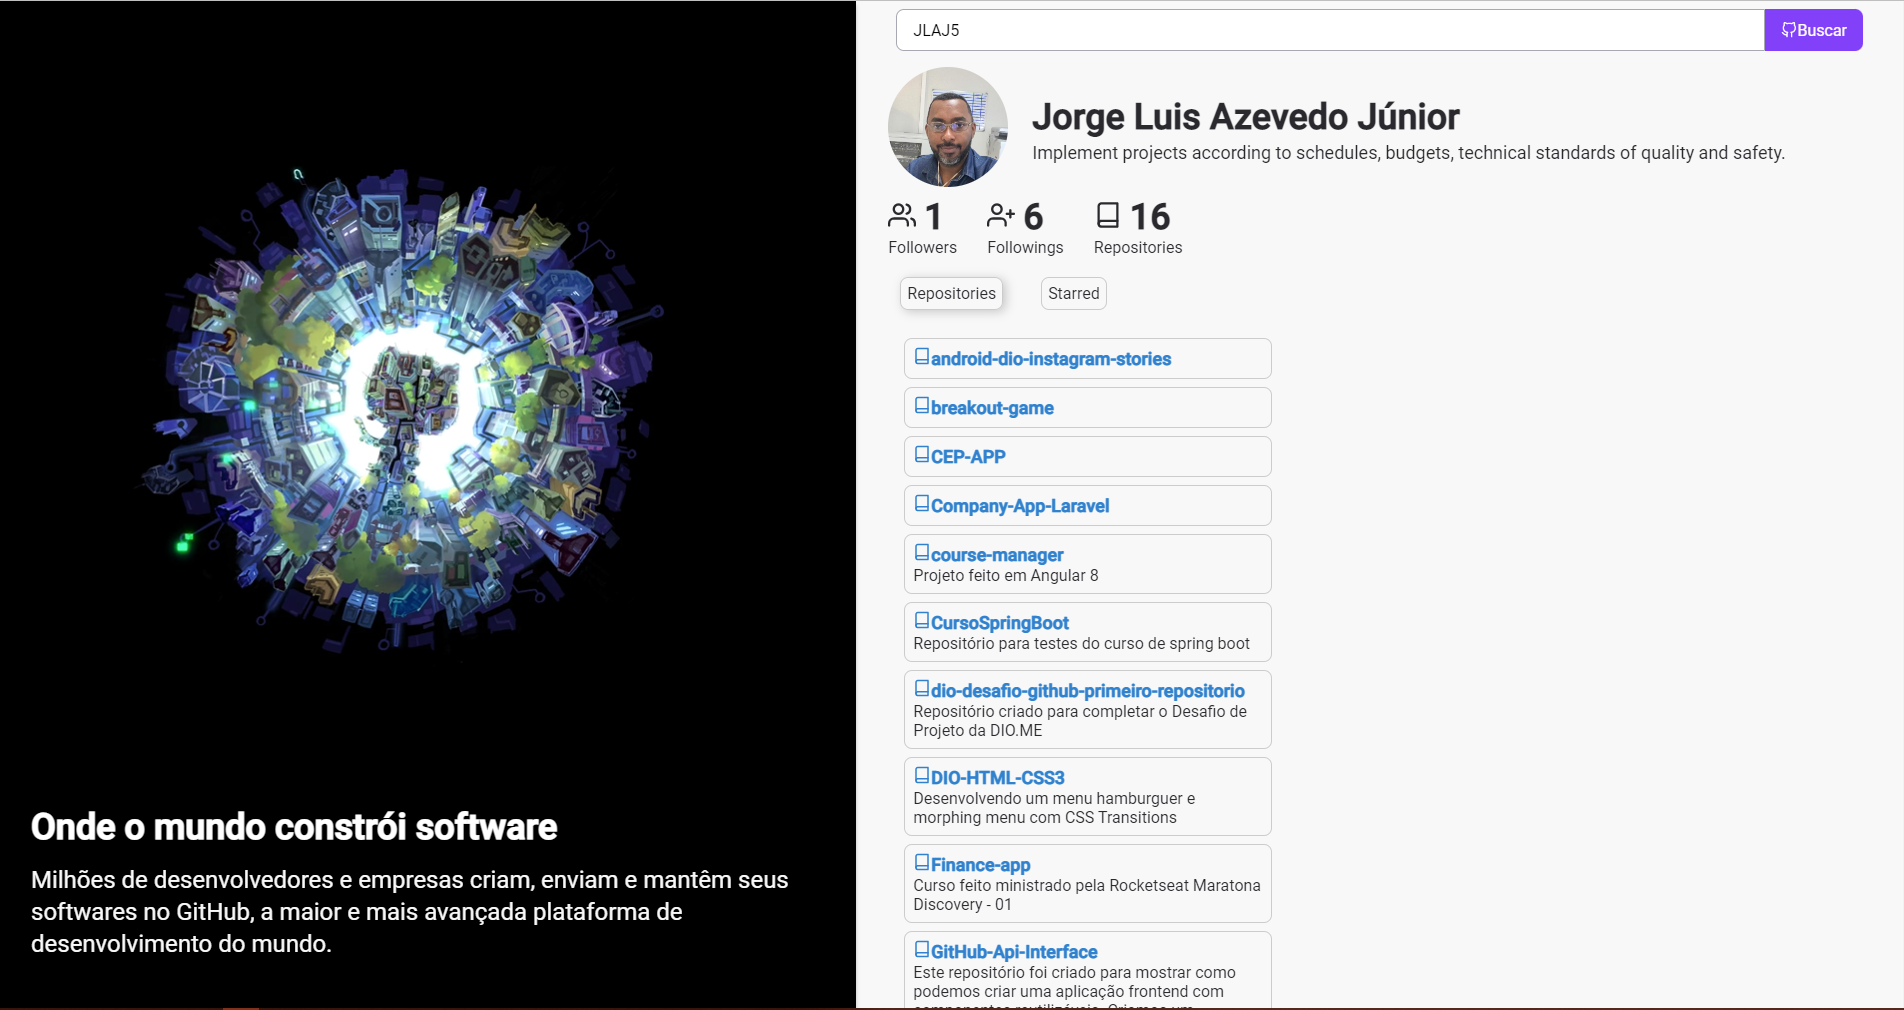 JLAJ5
Buscar
Jorge Luis Azevedo Júnior
Implement projects according to schedules, budgets, technical standards of quality and safety.
1
6
16
Followers
Followings
Repositories
Repositories
Starred
android-dio-instagram-stories
breakout-game
CEP-APP
Company-App-Laravel
course-manager
Projeto feito em Angular 8
CursoSpringBoot
Repositório para testes do curso de spring boot
dio-desafio-github-primeiro-repositorio
Repositório criado para completar o Desafio de
Projeto da DIO.ME
DIO-HTML-CSS3
Desenvolvendo um menu hamburguer e
morphing menu com CSS Transitions
Finance-app
Curso feito ministrado pela Rocketseat Maratona
Discovery - 01
GitHub-Api-Interface
Este repositório foi criado para mostrar como
podemos criar uma aplicação frontend com
Onde o mundo constrói software
Milhões de desenvolvedores e empresas criam, enviam e mantêm seus
softwares no GitHub, a maior e mais avançada plataforma de
desenvolvimento do mundo.